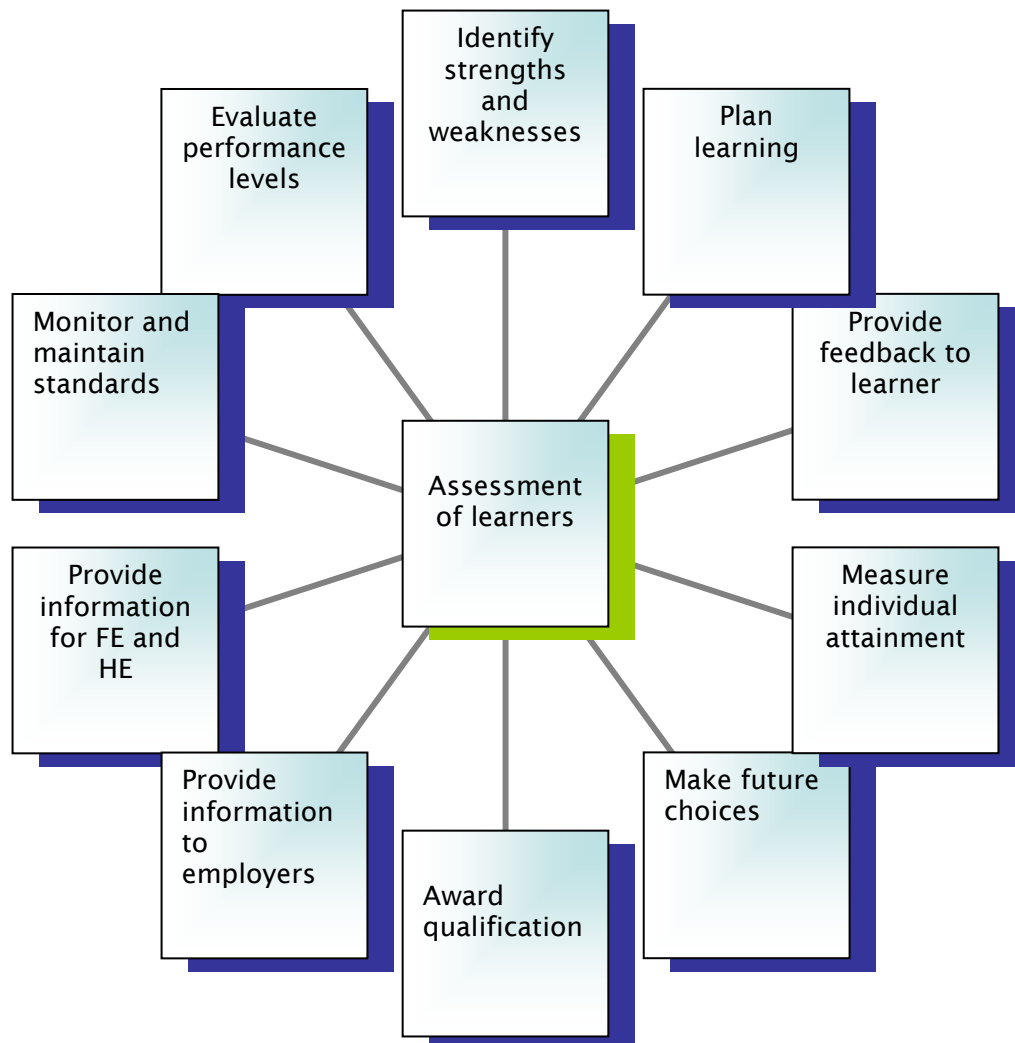 Identify
strengths
and
weaknesses
Plan
learning
Provide
feedback to
learner
Measure
individual
attainment
Make future
choices
Award
qualification
Provide
information
to
employers
Provide
information
for FE and
HE
Monitor and
maintain
standards
Evaluate
performance
levels
Assessment
of learners